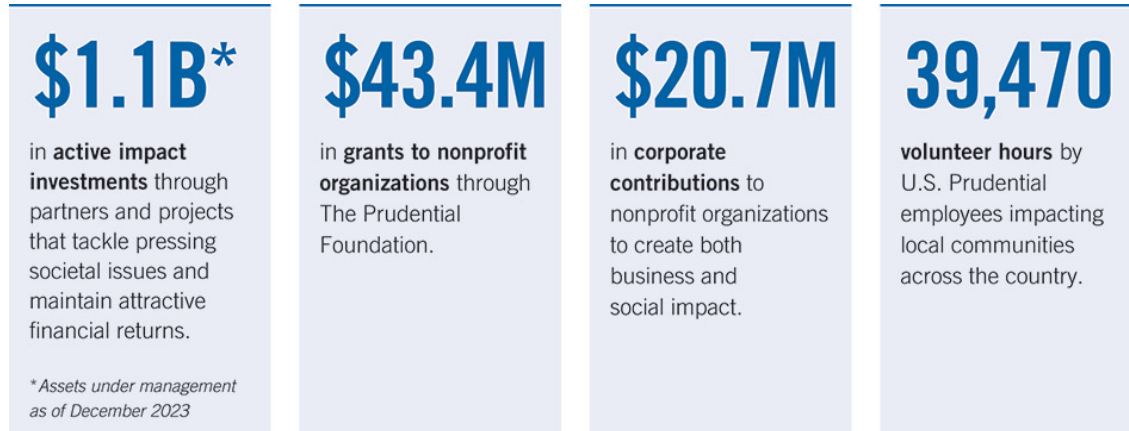 $1.1B*
in active impact
investments through
partners and projects
that tackle pressing
societal issues and
maintain attractive
financial returns.
*Assets under management
as of December 2023
$43.4M
in grants to nonprofit
organizations through
The Prudential
Foundation.
$20.7M
in corporate
contributions to
nonprofit organizations
to create both
business and
social impact.
39,470
volunteer hours by
U.S. Prudential
employees impacting
local communities
across the country.